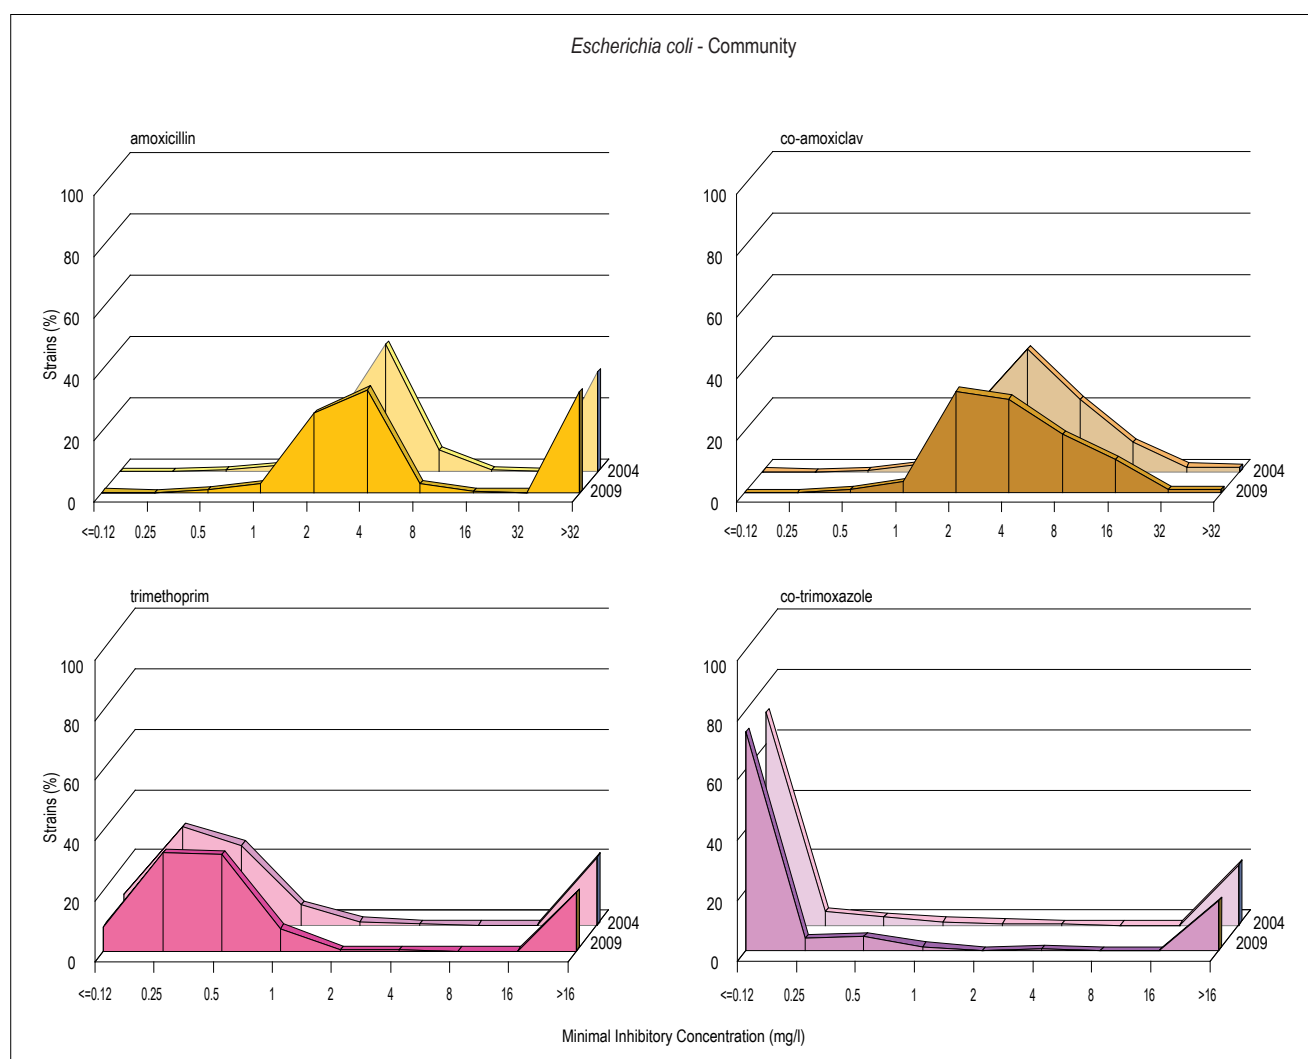 Escherichia coli - Community
amoxicillin
co-amoxiclav
100
80
60
40
20
0
Strains (%)
2004
2009
<=0.12 0.25 0.5 1 2 4 8 16 32 >32
100
80
60
40
20
0
2004
2009
<=0.12 0.25 0.5 1 2 4 8 16 32 >32
trimethoprim
co-trimoxazole
100
80
60
40
20
0
Strains (%)
2004
2009
<=0.12 0.25 0.5 1 2 4 8 16 >16
100
80
60
40
20
0
2004
2009
<=0.12 0.25 0.5 1 2 4 8 16 >16
Minimal Inhibitory Concentration (mg/l)